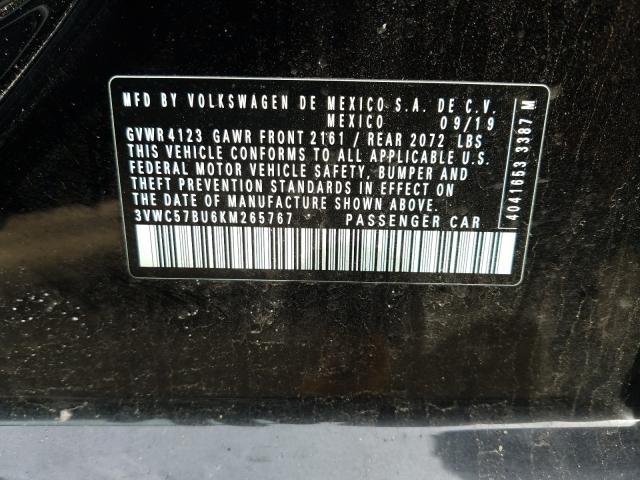 MFD BY VOLKSWAGEN DE MEXICO S.A. DE C.V.
MEXICO 09/19
GVWR 4123 GAWR FRONT 2161 / REAR 2072 LBS
THIS VEHICLE CONFORMS TO ALL APPLICABLE U.S.
FEDERAL MOTOR VEHICLE SAFETY, BUMPER AND
THEFT PREVENTION STANDARDS IN EFFECT ON
THE DATE OF MANUFACTURE SHOWN ABOVE.
3VWC57BU6KM265767 PASSENGER CAR
4041653 3387 M